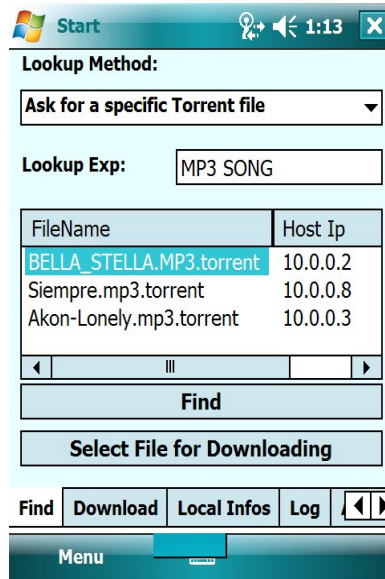 Start 1:13
Lookup Method:
Ask for a specific Torrent file
Lookup Exp: MP3 SONG
FileName Host Ip
BELLA_STELLA.MP3.torrent 10.0.0.2
Siempre.mp3.torrent 10.0.0.8
Akon-Lonely.mp3.torrent 10.0.0.3
Find
Select File for Downloading
Find Download Local Infos Log
Menu